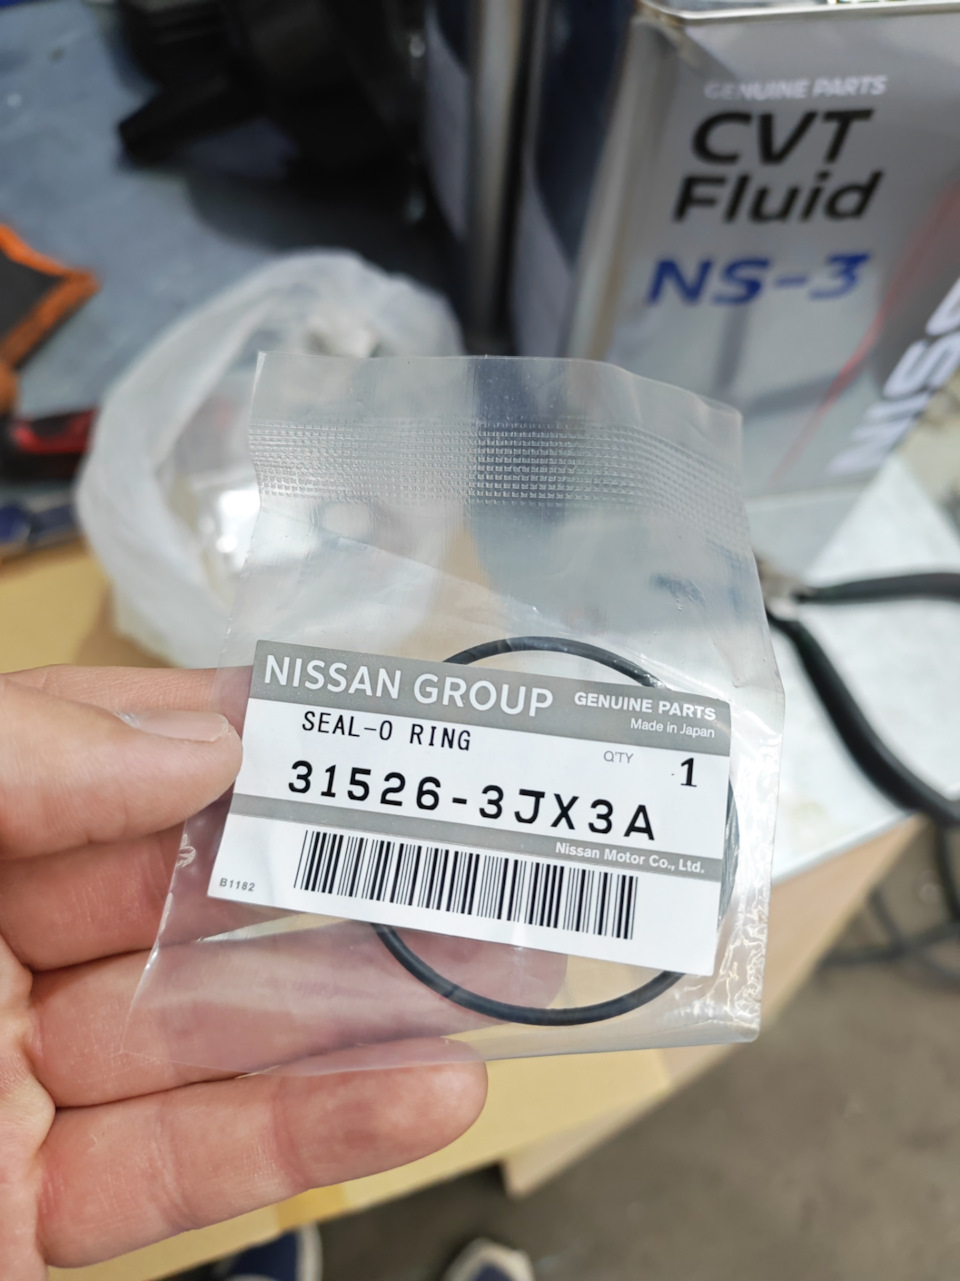 GENUINE PARTS
CVT
Fluid
NS-3
NISSAN GROUP
GENUINE PARTS
Made in Japan
SEAL-O RING
Q'TY
1
31526-3JX3A
Nissan Motor Co., Ltd.
B1182